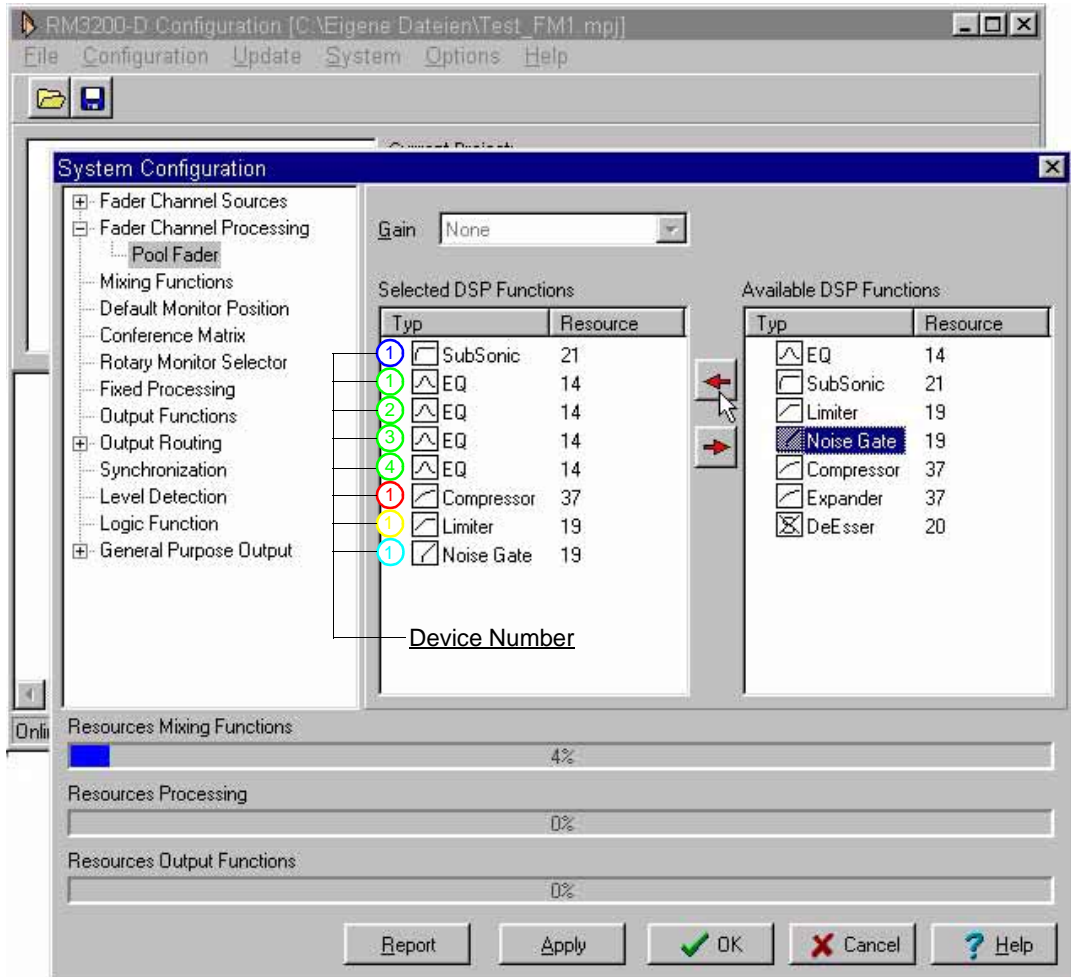 RM3200-D Configuration [C:\Eigene Dateien\Test_FM1.mpj]
File Configuration Update System Options Help
Current Project:
System Configuration
Fader Channel Sources
Fader Channel Processing
Pool Fader
Mixing Functions
Default Monitor Position
Conference Matrix
Rotary Monitor Selector
Fixed Processing
Output Functions
Output Routing
Synchronization
Level Detection
Logic Function
General Purpose Output
Gain None
Selected DSP Functions
Typ Resource
1 SubSonic 21
1 EQ 14
2 EQ 14
3 EQ 14
4 EQ 14
1 Compressor 37
1 Limiter 19
1 Noise Gate 19
Device Number
Available DSP Functions
Typ Resource
EQ 14
SubSonic 21
Limiter 19
Noise Gate 19
Compressor 37
Expander 37
DeEsser 20
Onli
Resources Mixing Functions
4%
Resources Processing
0%
Resources Output Functions
0%
Report Apply OK Cancel Help